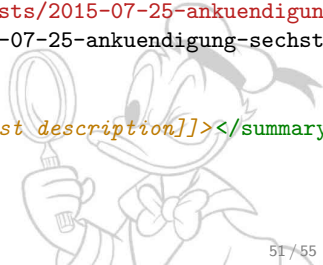 sts/2015-07-25-ankuendigun
-07-25-ankuendigung-sechst
st description]]></summary
51 / 55